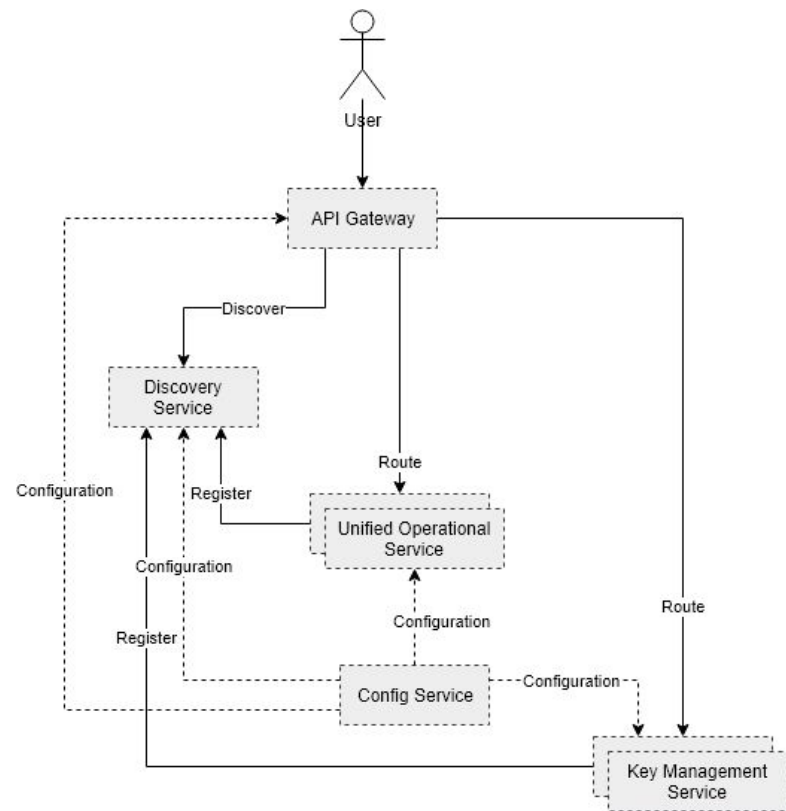 User
API Gateway
Discover
Discovery
Service
Route
Configuration
Register
Unified Operational
Service
Configuration
Route
Configuration
Register
Config Service
Configuration
Key Management
Service